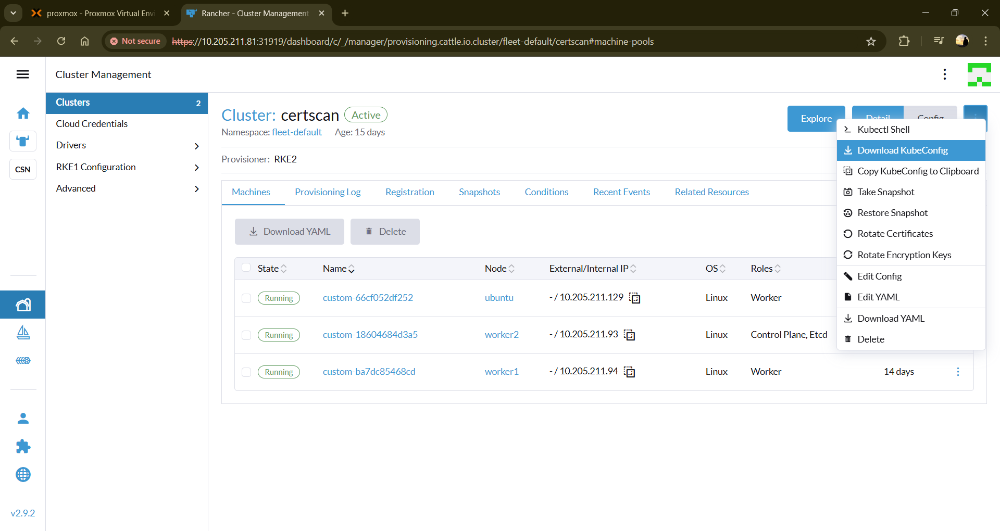 proxmox - Proxmox Virtual Envi
Rancher - Cluster Management
Not secure
https://10.205.211.81:31919/dashboard/c/_/manager/provisioning.cattle.io.cluster/fleet-default/certscan#machine-pools
Cluster Management
CSN
v2.9.2
Clusters 2
Cloud Credentials
Drivers
RKE1 Configuration
Advanced
Cluster: certscan Active
Namespace: fleet-default Age: 15 days
Explore Detail Config
Provisioner: RKE2
Machines Provisioning Log Registration Snapshots Conditions Recent Events Related Resources
Download YAML Delete
State Name Node External/Internal IP OS Roles
Running custom-66cf052df252 ubuntu - / 10.205.211.129 Linux Worker
Running custom-18604684d3a5 worker2 - / 10.205.211.93 Linux Control Plane, Etcd
Running custom-ba7dc85468cd worker1 - / 10.205.211.94 Linux Worker 14 days
Kubectl Shell
Download KubeConfig
Copy KubeConfig to Clipboard
Take Snapshot
Restore Snapshot
Rotate Certificates
Rotate Encryption Keys
Edit Config
Edit YAML
Download YAML
Delete